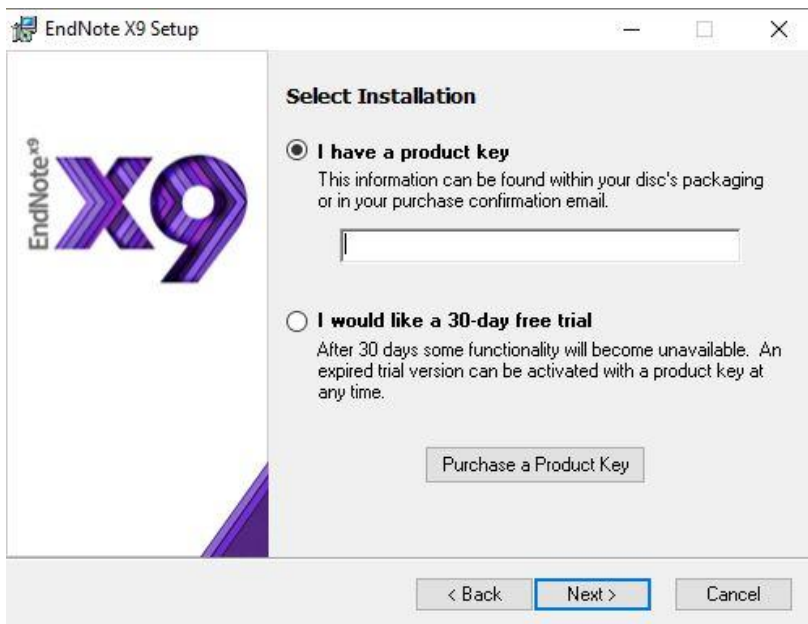 EndNote X9 Setup
EndNote X9
X9
Select Installation
I have a product key
This information can be found within your disc's packaging
or in your purchase confirmation email.
I would like a 30-day free trial
After 30 days some functionality will become unavailable. An
expired trial version can be activated with a product key at
any time.
Purchase a Product Key
< Back
Next >
Cancel